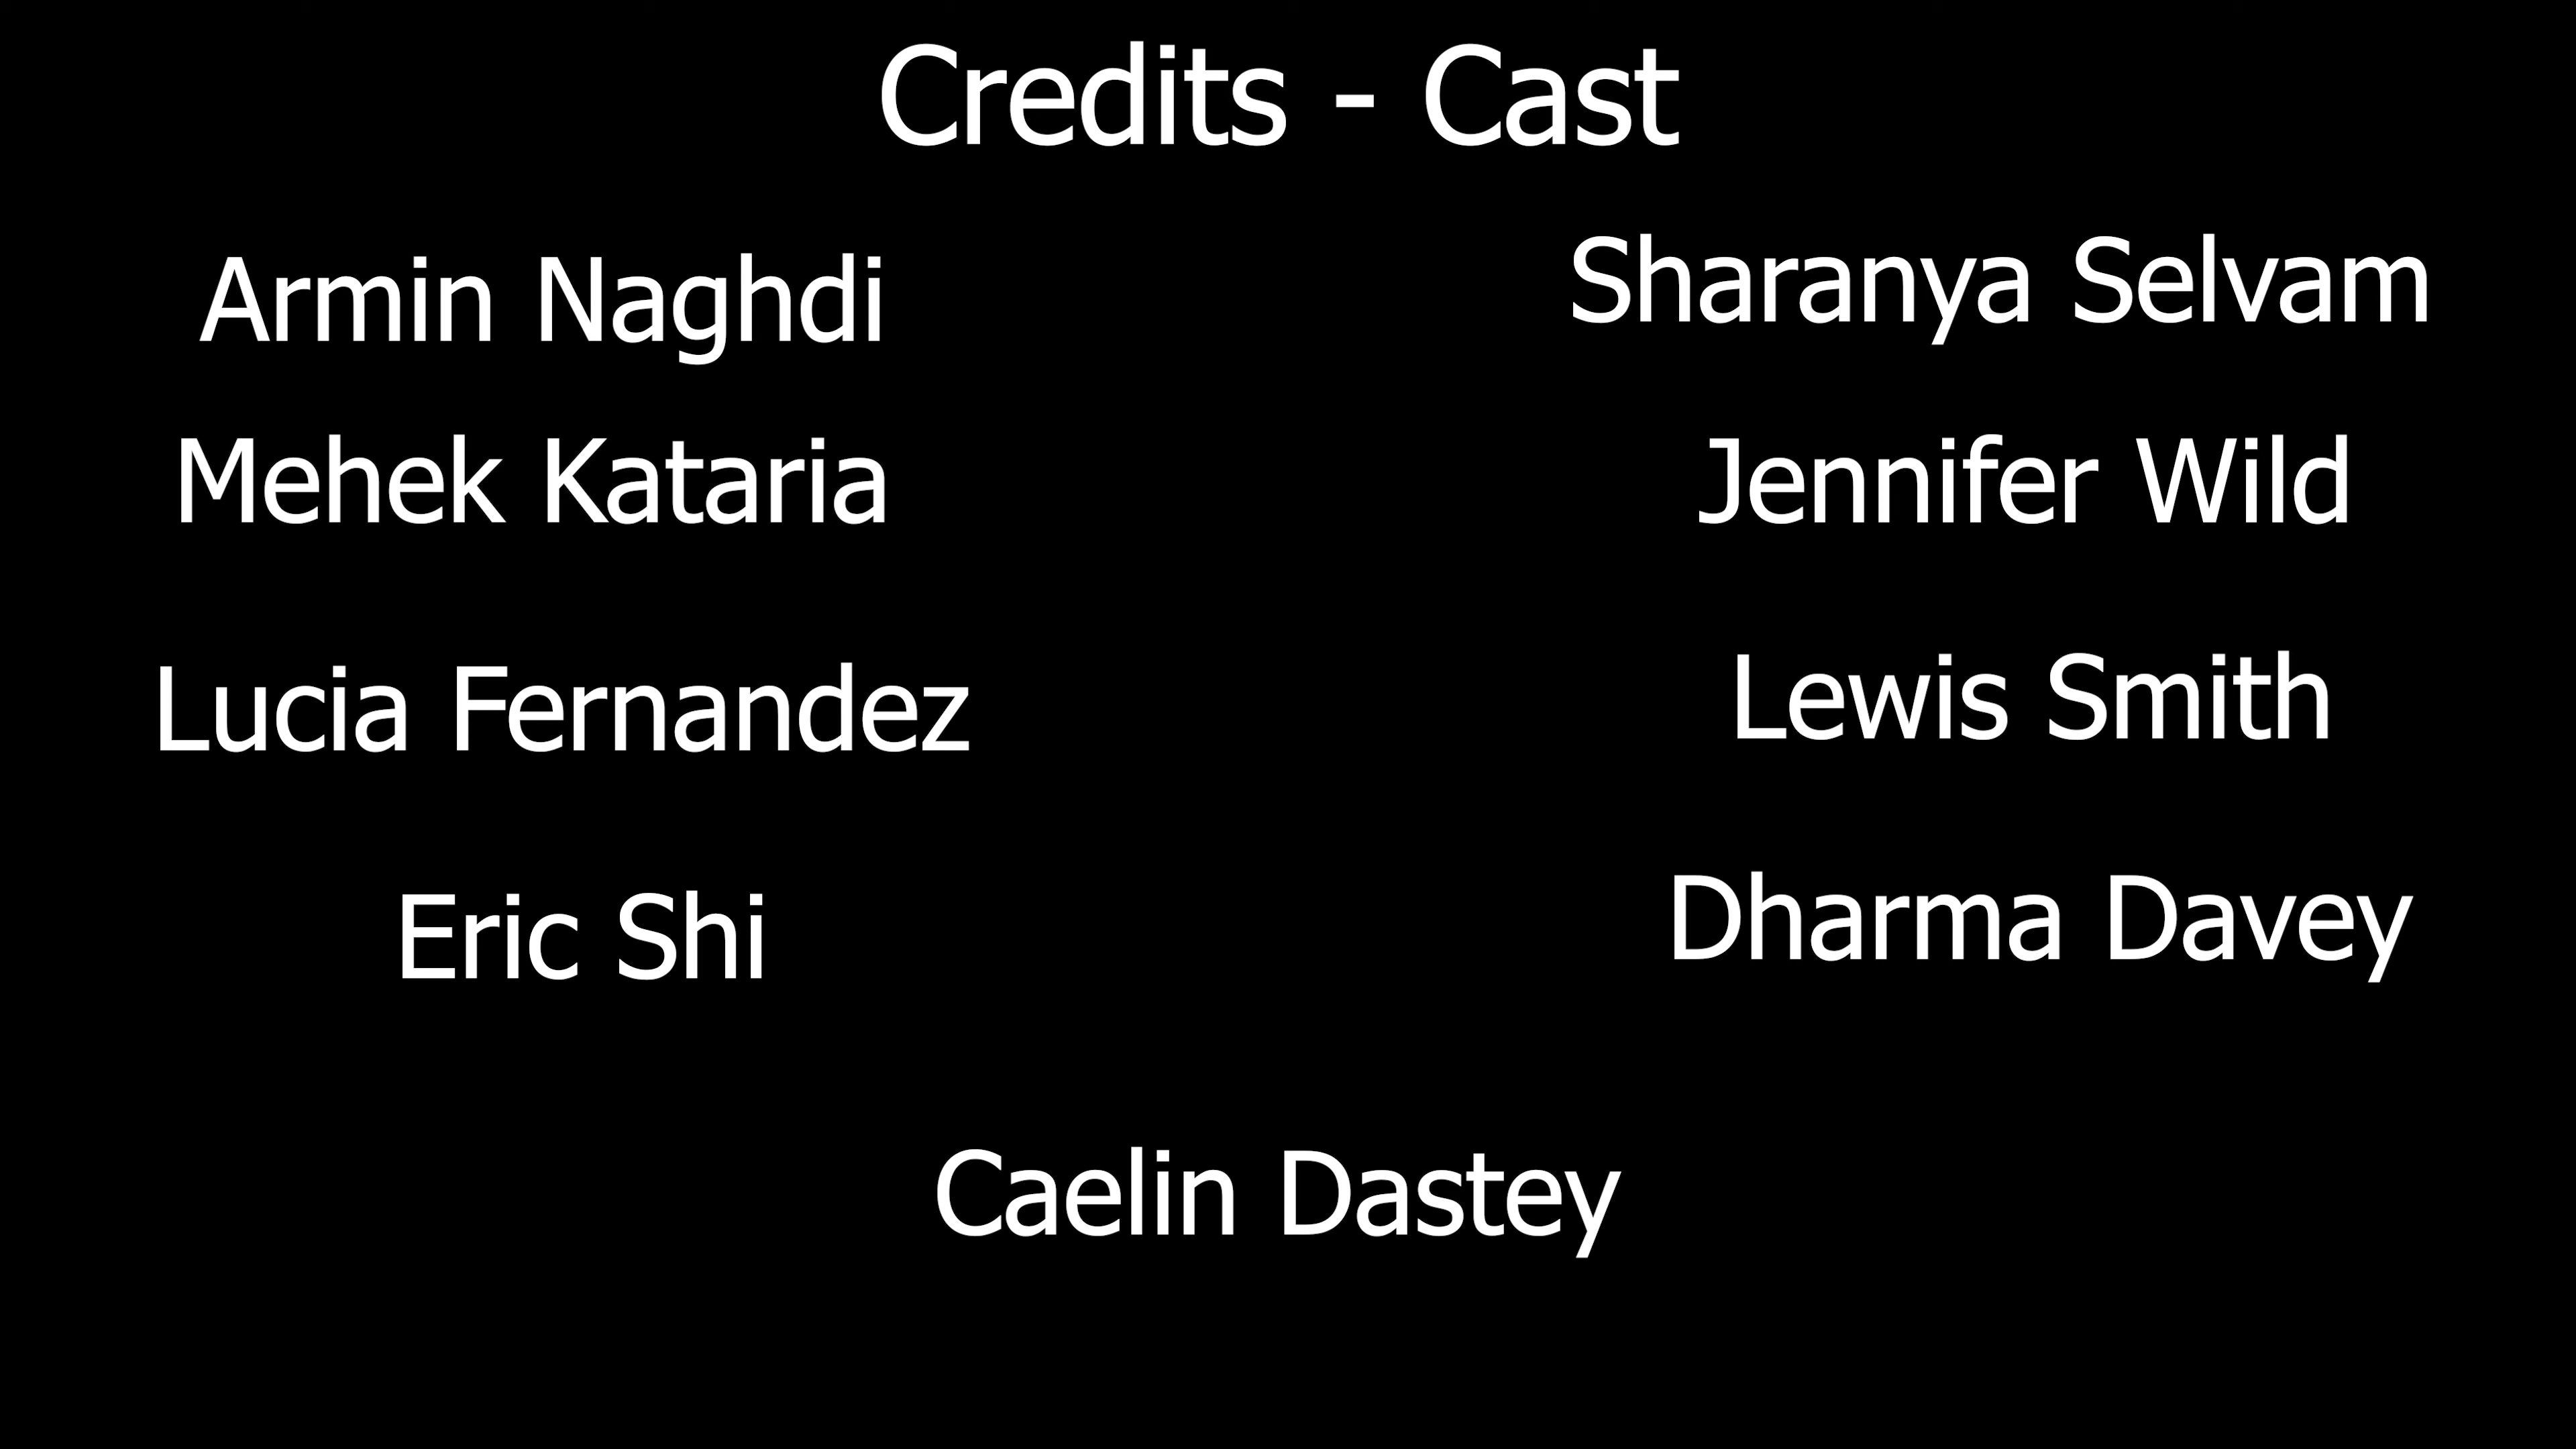 Credits - Cast
Armin Naghdi
Sharanya Selvam
Mehek Kataria
Jennifer Wild
Lucia Fernandez
Lewis Smith
Eric Shi
Dharma Davey
Caelin Dastey